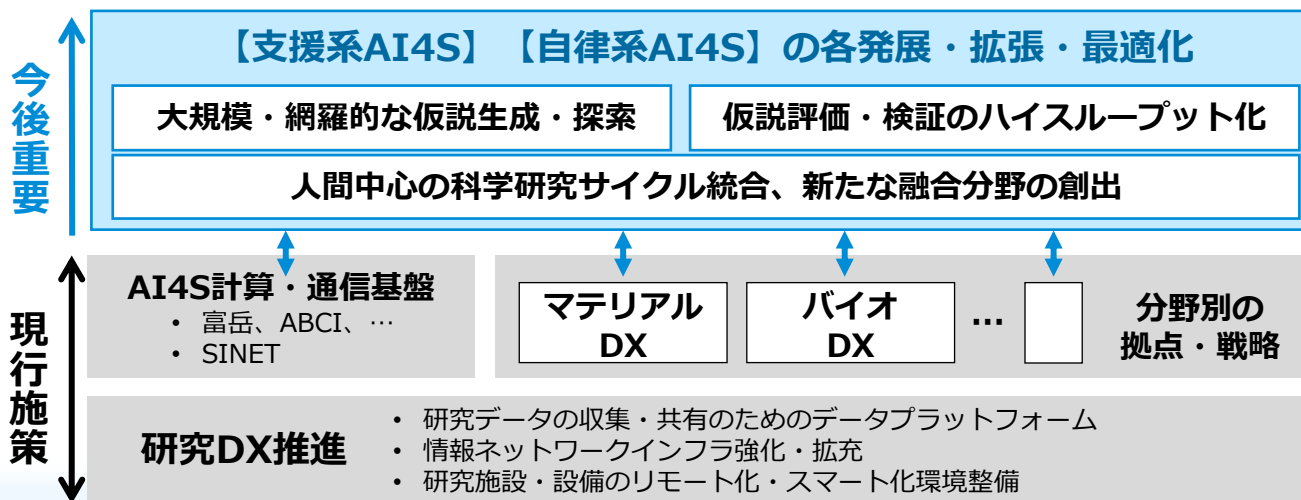 今後重要
【支援系AI4S】【自律系AI4S】の各発展・拡張・最適化
大規模・網羅的な仮説生成・探索
仮説評価・検証のハイスループット化
人間中心の科学研究サイクル統合、新たな融合分野の創出
現行施策
AI4S計算・通信基盤
• 富岳、ABCI、…
• SINET
マテリアル
DX
バイオ
DX
…
分野別の
拠点・戦略
研究DX推進
• 研究データの収集・共有のためのデータプラットフォーム
• 情報ネットワークインフラ強化・拡充
• 研究施設・設備のリモート化・スマート化環境整備